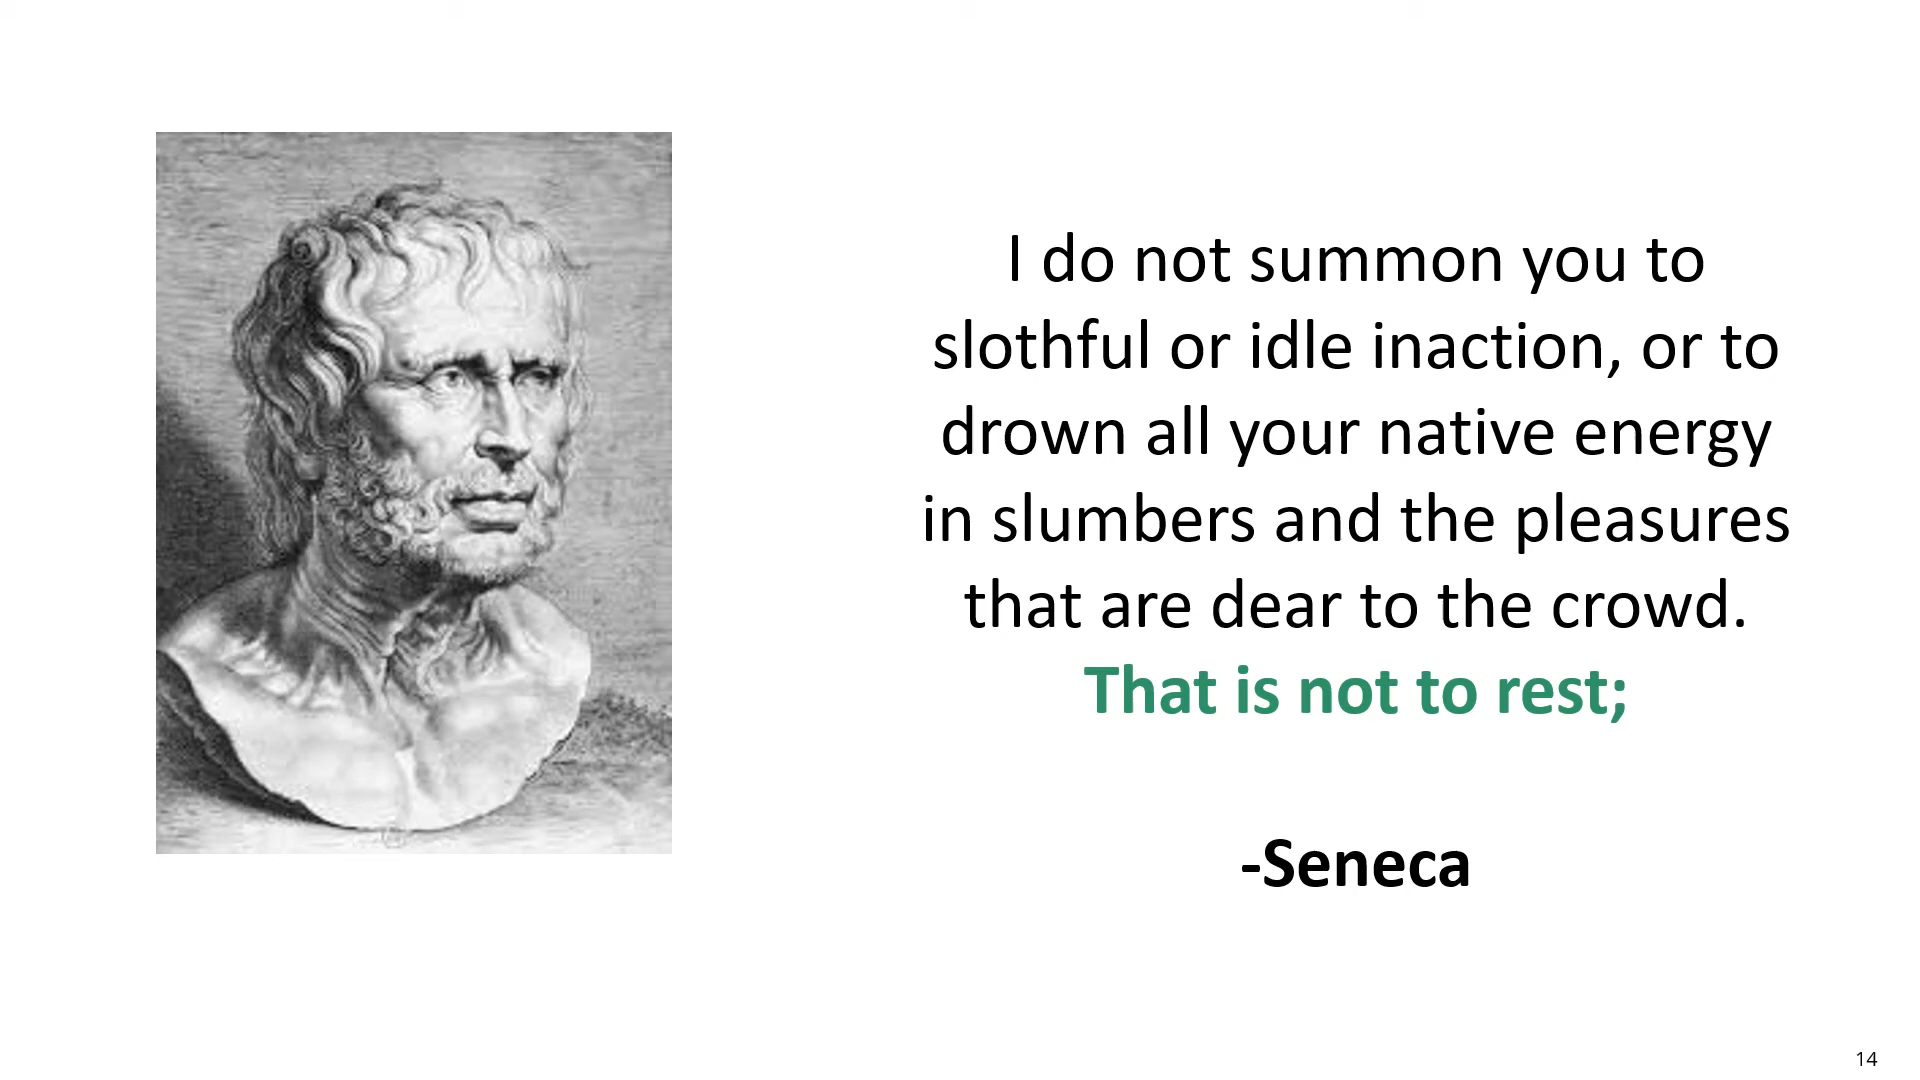 I do not summon you to
slothful or idle inaction, or to
drown all your native energy
in slumbers and the pleasures
that are dear to the crowd.
That is not to rest;
-Seneca
14